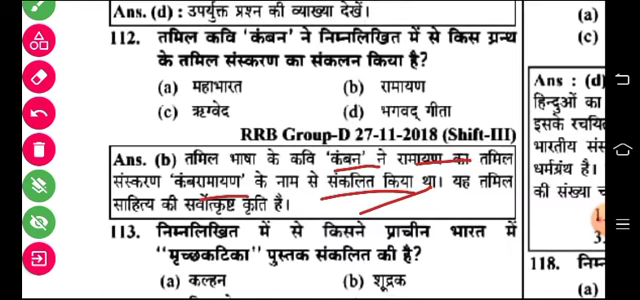 Ans. (d) : उपर्युक्त प्रश्न की व्याख्या देखें।
112. तमिल कवि 'कंबन' ने निम्नलिखित में से किस ग्रन्थ
के तमिल संस्करण का संकलन किया है?
(a) महाभारत (b) रामायण
(c) ऋग्वेद (d) भगवद् गीता
RRB Group-D 27-11-2018 (Shift-III)
Ans. (b) तमिल भाषा के कवि 'कंबन' ने रामायण का तमिल
संस्करण 'कंबरामायण' के नाम से संकलित किया था। यह तमिल
साहित्य की सर्वोत्कृष्ट कृति है।
113. निम्नलिखित में से किसने प्राचीन भारत में
"मृच्छकटिका" पुस्तक संकलित की है?
(a) कल्हन (b) शूद्रक
(a)
(c)
Ans : (d)
हिन्दुओं का
इसके
भारतीय
धर्मग्रंथ है।
की संख्या
1.
3.
118.
(a)